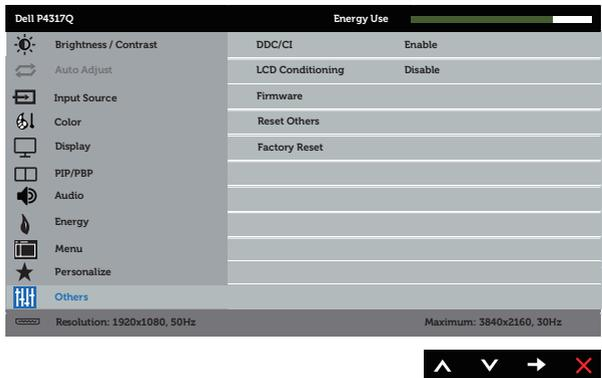 Dell P4317Q Energy Use
Brightness / Contrast DDC/CI Enable
Auto Adjust LCD Conditioning Disable
Input Source Firmware
Color Reset Others
Display Factory Reset
PIP/PBP
Audio
Energy
Menu
Personalize
Others
Resolution: 1920x1080, 50Hz Maximum: 3840x2160, 30Hz